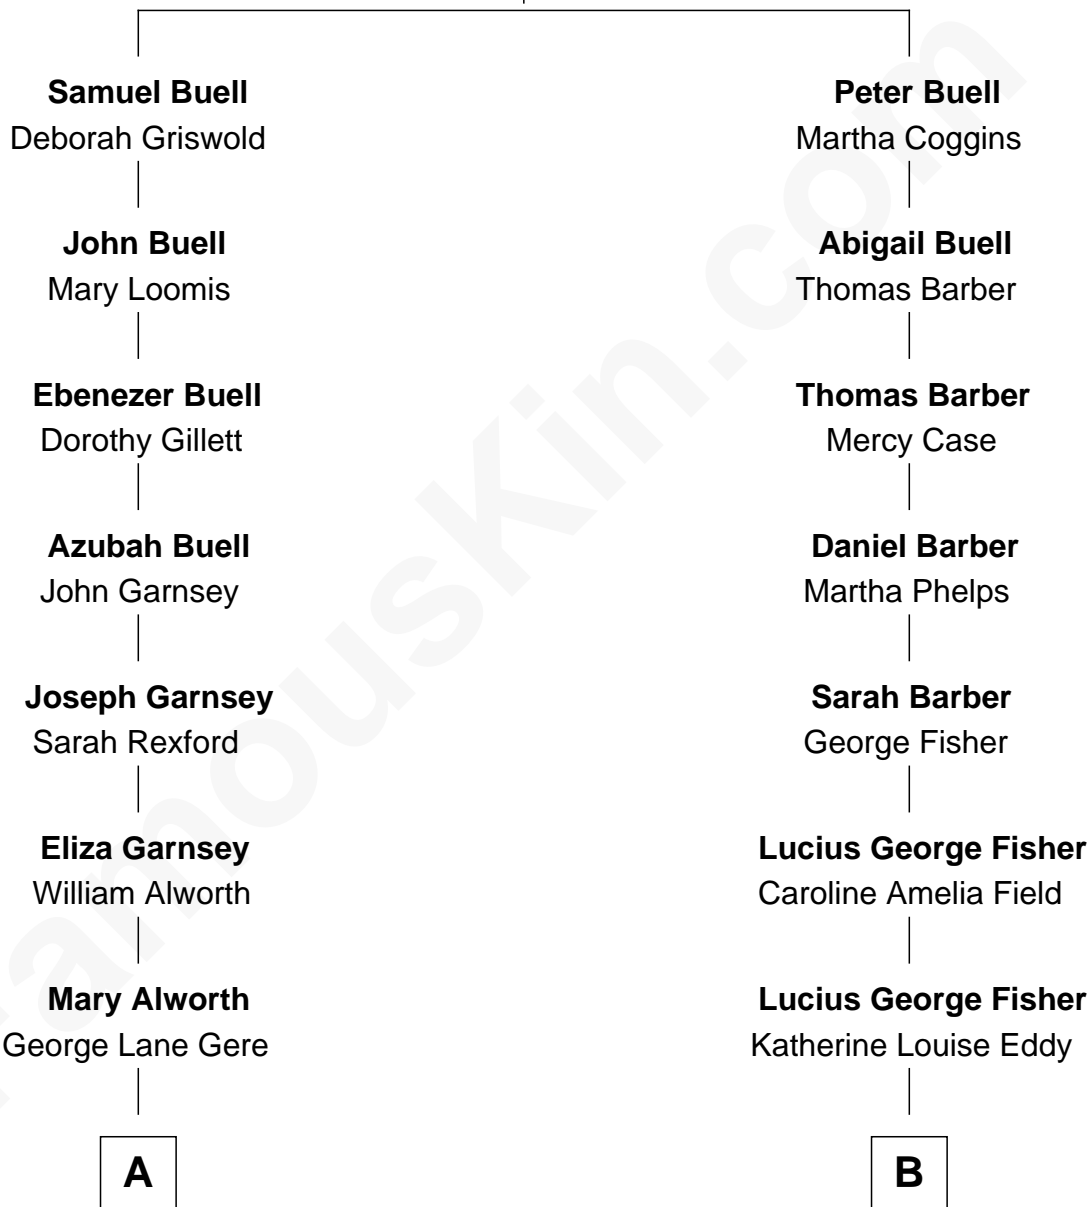 Samuel Buell
Deborah Griswold
John Buell
Mary Loomis
Ebenezer Buell
Dorothy Gillett
Azubah Buell
John Garnsey
Joseph Garnsey
Sarah Rexford
Eliza Garnsey
William Alworth
Mary Alworth
George Lane Gere
A
Peter Buell
Martha Coggins
Abigail Buell
Thomas Barber
Thomas Barber
Mercy Case
Daniel Barber
Martha Phelps
Sarah Barber
George Fisher
Lucius George Fisher
Caroline Amelia Field
Lucius George Fisher
Katherine Louise Eddy
B
FamousKin.com